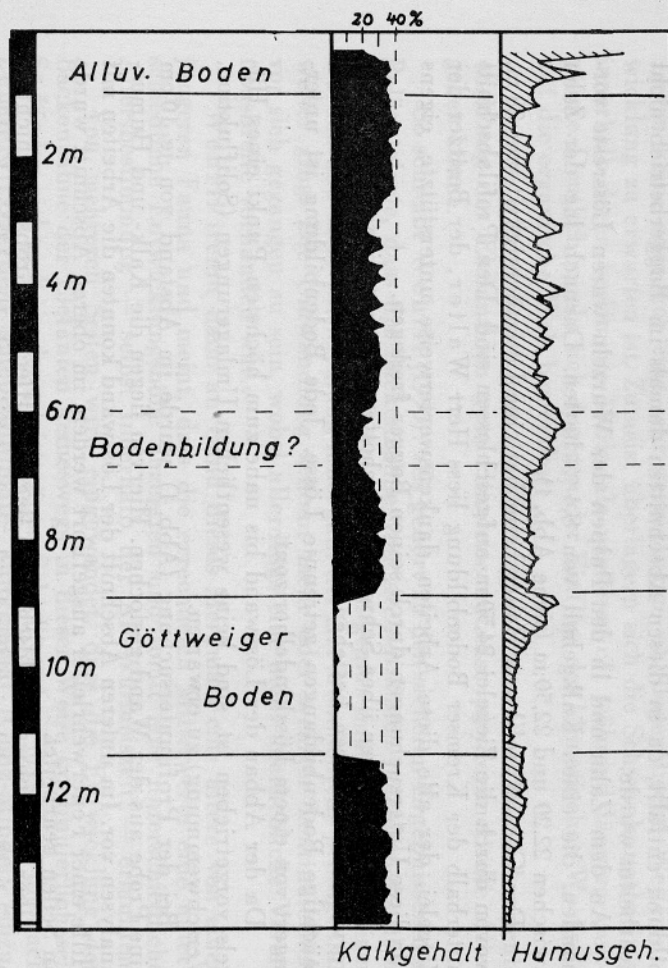 20 40%
Alluv. Boden
2m
4m
6m
Bodenbildung?
8m
Göttweiger
10m
Boden
12m
Kalkgehalt Humusgeh.